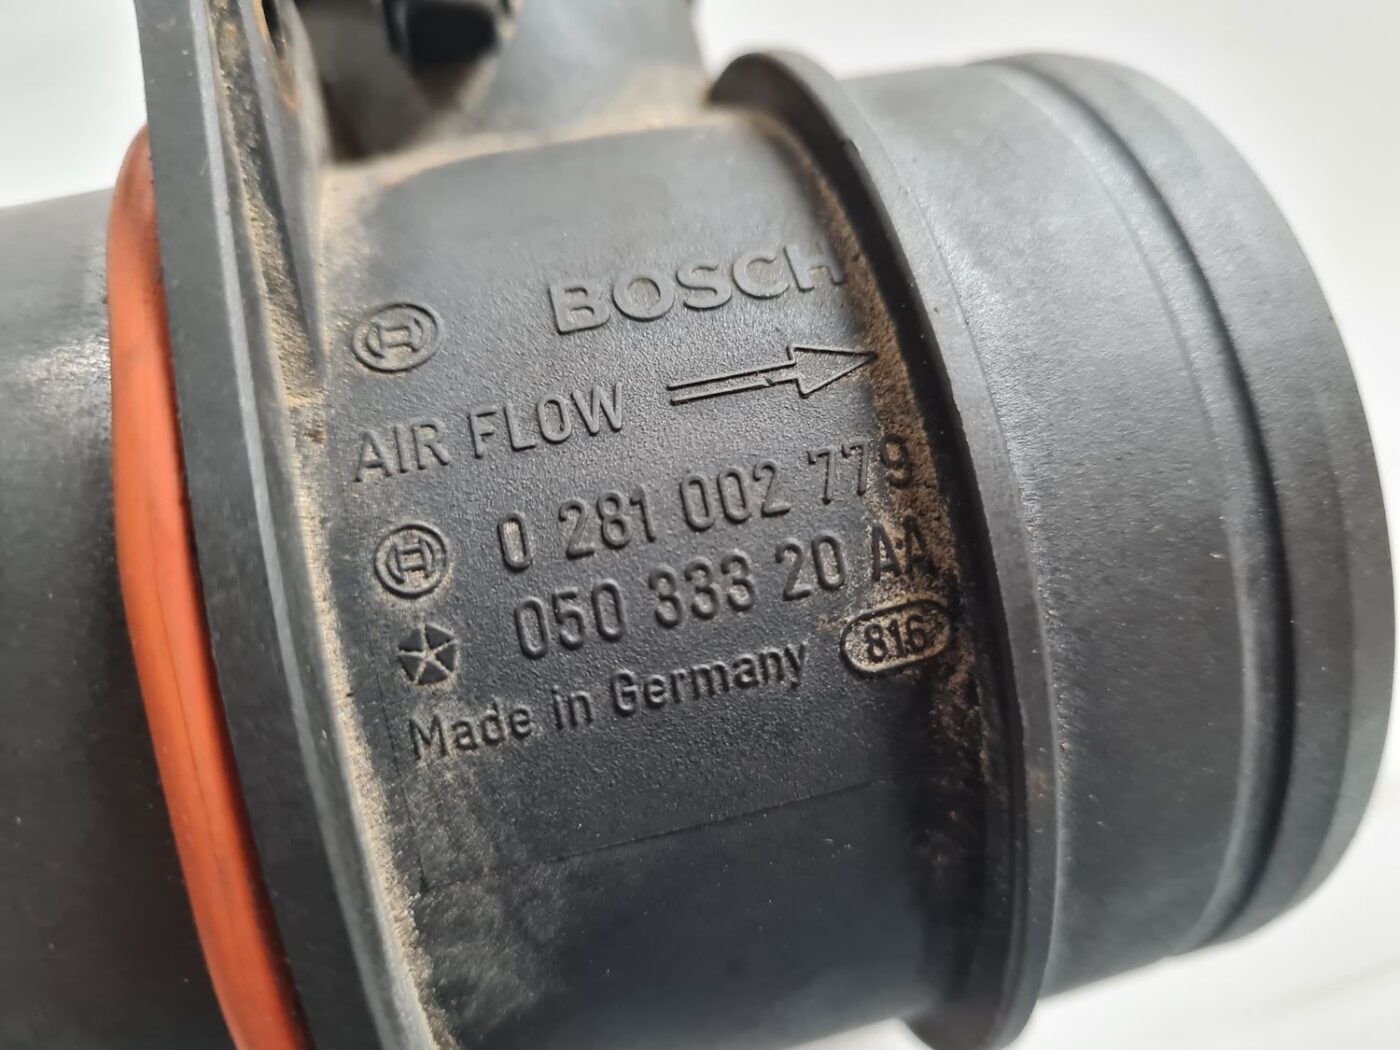 BOSCH
AIR FLOW
0 281 002 779
050 333 20 AA
Made in Germany 816